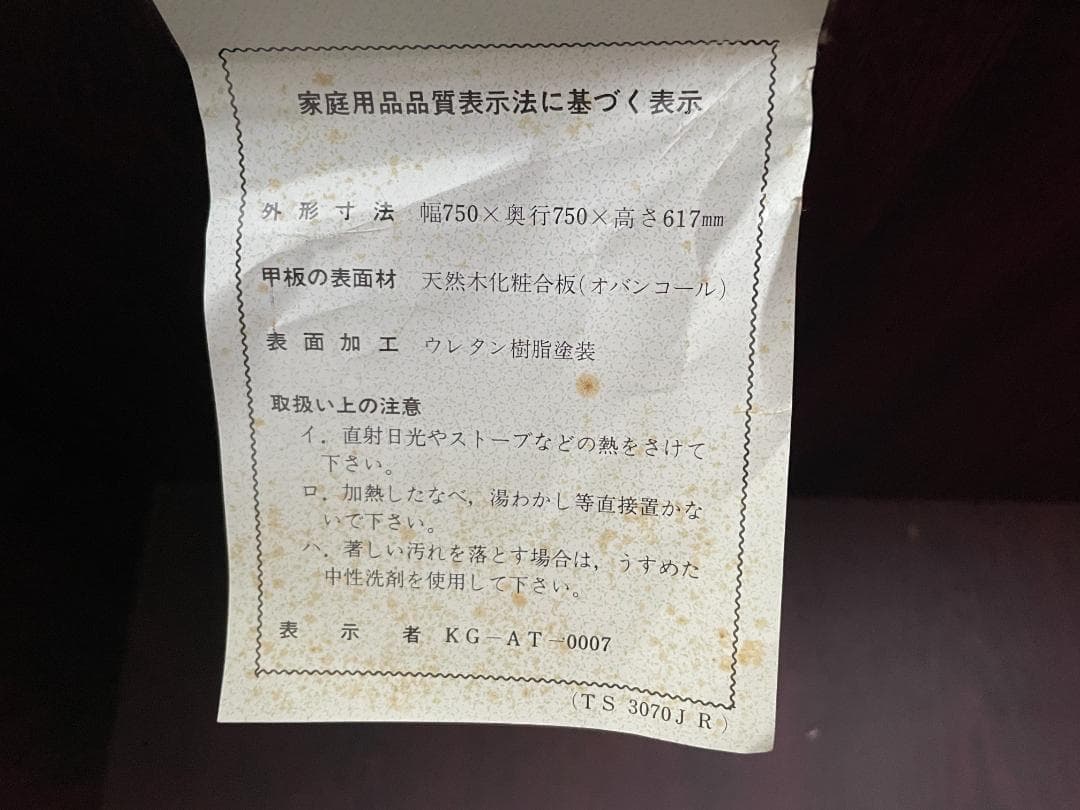 家庭用品品質表示法に基づく表示
外形寸法 幅750×奥行750×高さ617mm
甲板の表面材 天然木化粧合板(オバンコール)
表面加工 ウレタン樹脂塗装
取扱い上の注意
イ. 直射日光やストーブなどの熱をさけて
下さい。
ロ. 加熱したなべ, 湯わかし等直接置かな
いで下さい。
ハ. 著しい汚れを落とす場合は, うすめた
中性洗剤を使用して下さい。
表示者 KG-AT-0007
(TS 3070JR)